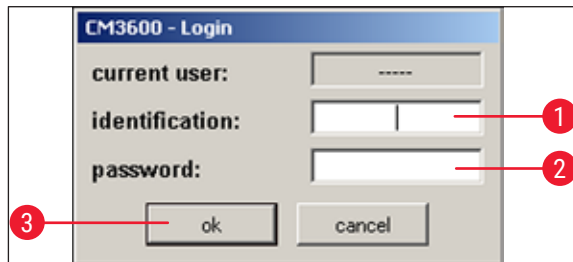 CM3600 - Login
current user: -----
identification: 1
password: 2
3 ok cancel